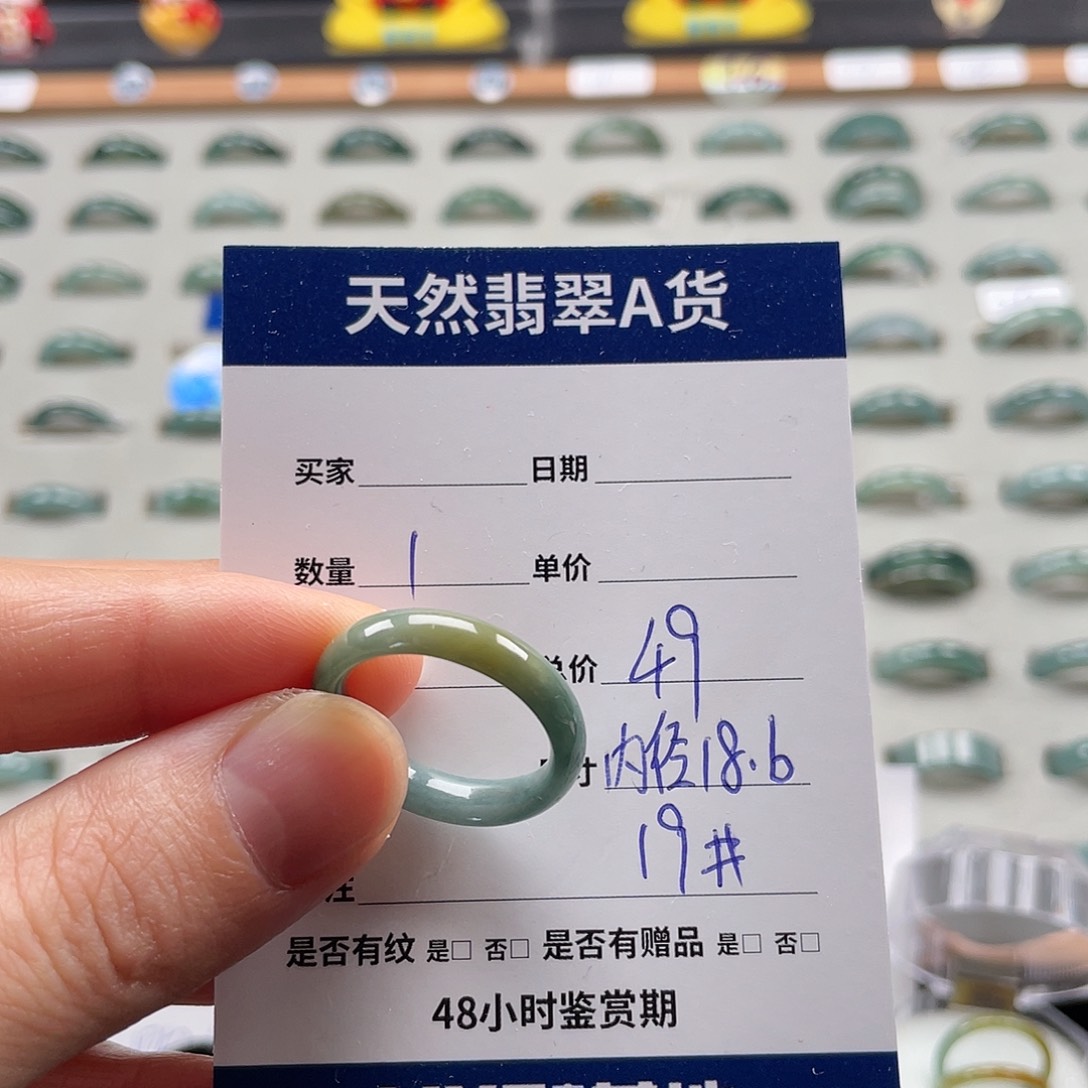 天然翡翠A货
买家 日期
数量 1 单价
总价 49
寸 内径18.6
19#
注
是否有纹 是□ 否□ 是否有赠品 是□ 否□
48小时鉴赏期